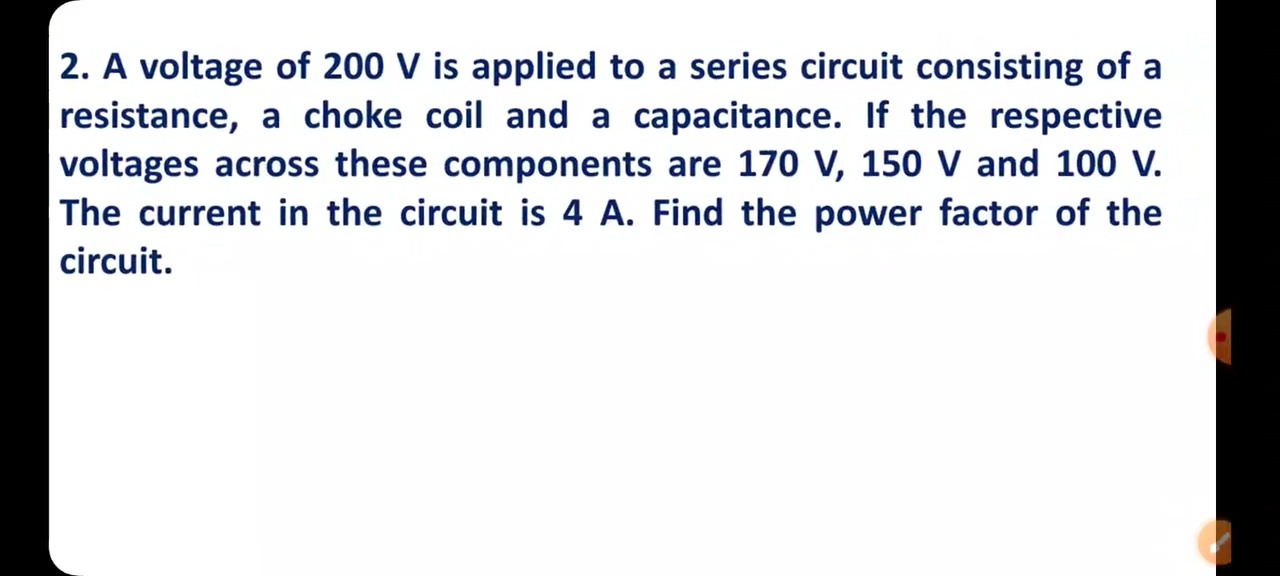 2. A voltage of 200 V is applied to a series circuit consisting of a
resistance, a choke coil and a capacitance. If the respective
voltages across these components are 170 V, 150 V and 100 V.
The current in the circuit is 4 A. Find the power factor of the
circuit.